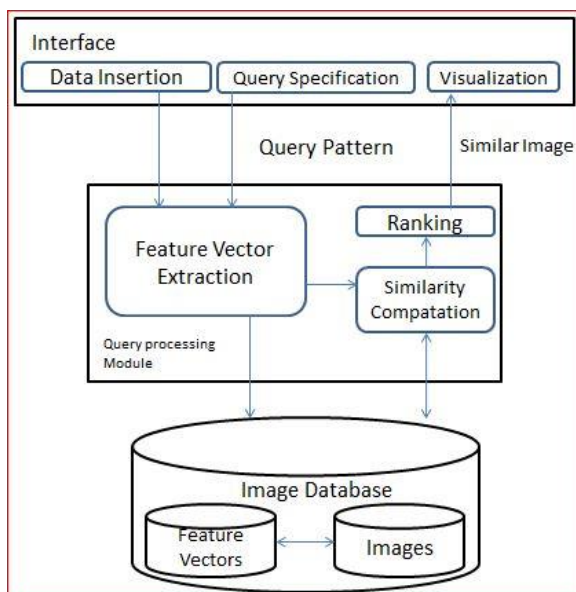 Interface
Data Insertion
Query Specification
Visualization
Query Pattern
Similar Image
Ranking
Feature Vector
Extraction
Similarity
Compatation
Query processing
Module
Image Database
Feature
Vectors
Images